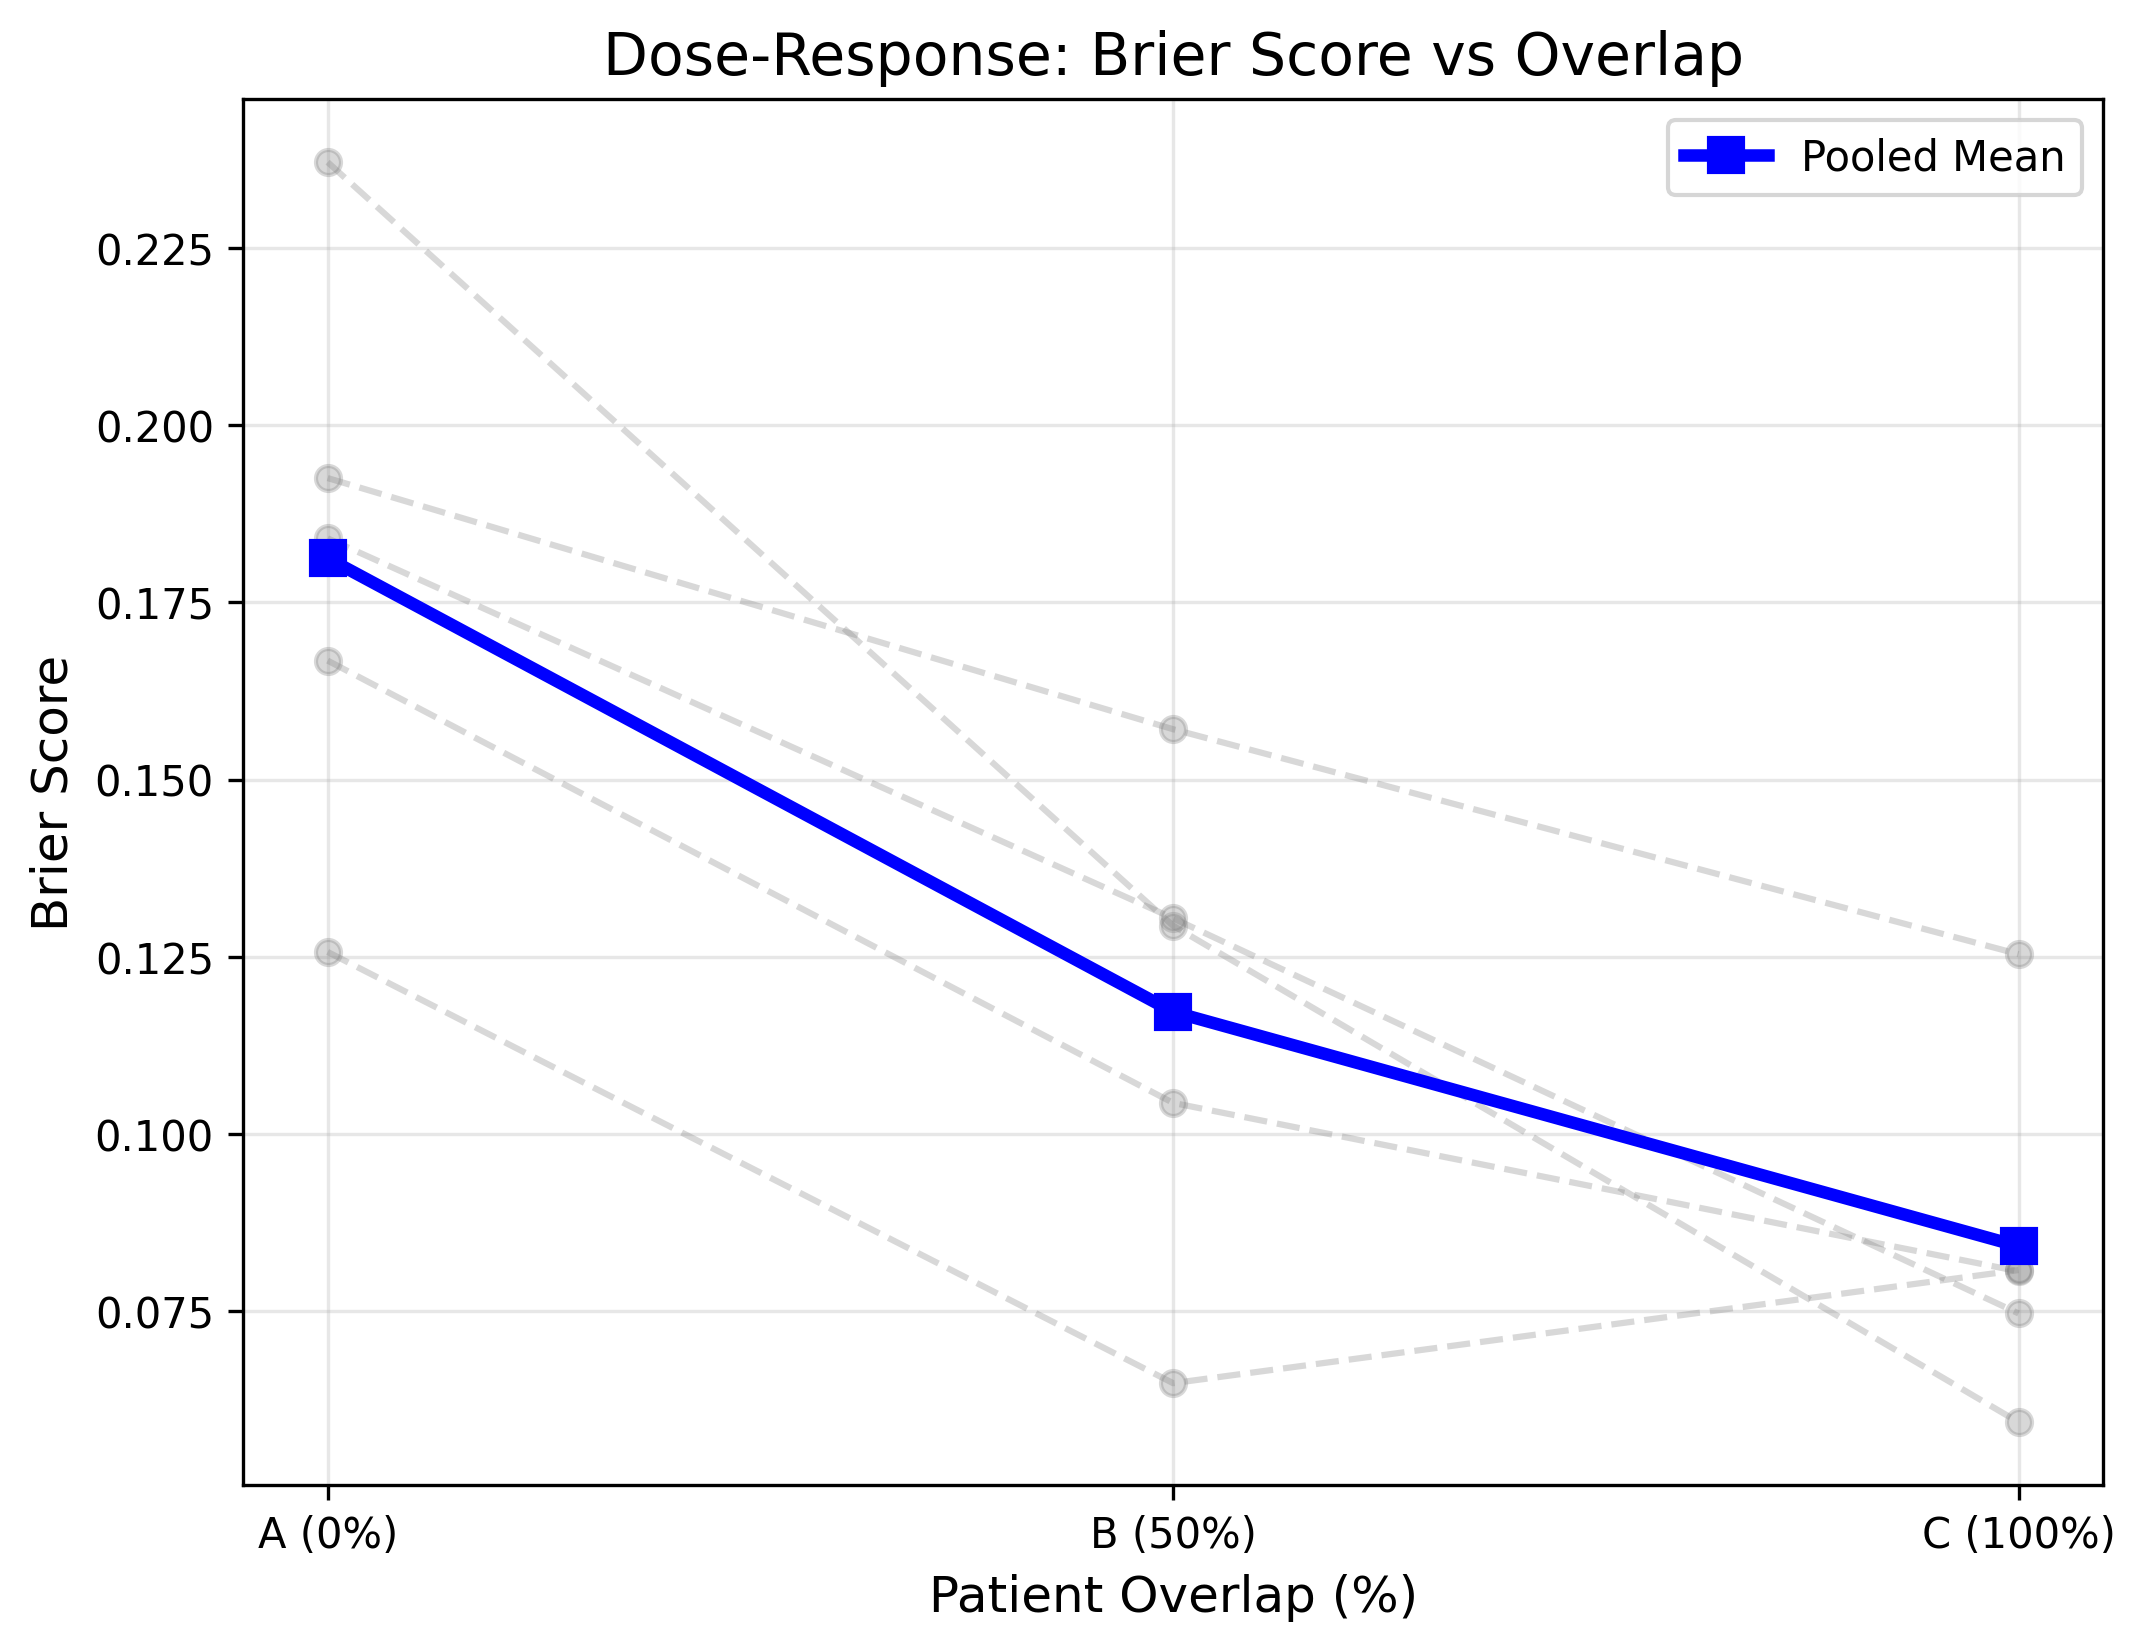 Dose-Response: Brier Score vs Overlap
Pooled Mean
Brier Score
0.225
0.200
0.175
0.150
0.125
0.100
0.075
A (0%)
B (50%)
C (100%)
Patient Overlap (%)